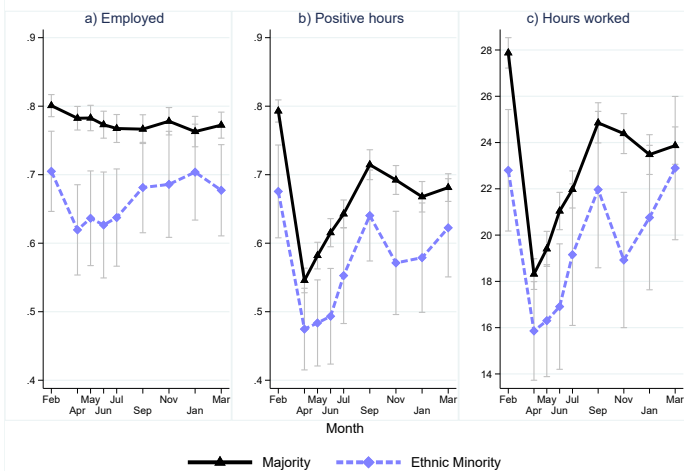 a) Employed
b) Positive hours
c) Hours worked
.9
.8
.7
.6
.5
.4
Feb
Apr
May
Jun
Jul
Sep
Nov
Jan
Mar
.9
.8
.7
.6
.5
.4
Feb
Apr
May
Jun
Jul
Sep
Nov
Jan
Mar
28
26
24
22
20
18
16
14
Feb
Apr
May
Jun
Jul
Sep
Nov
Jan
Mar
Month
Majority
Ethnic Minority